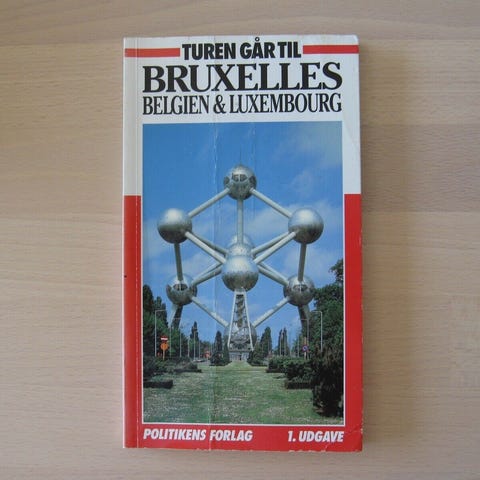 TUREN GÅR TIL
BRUXELLES
BELGIEN & LUXEMBOURG
POLITIKENS FORLAG 1. UDGAVE